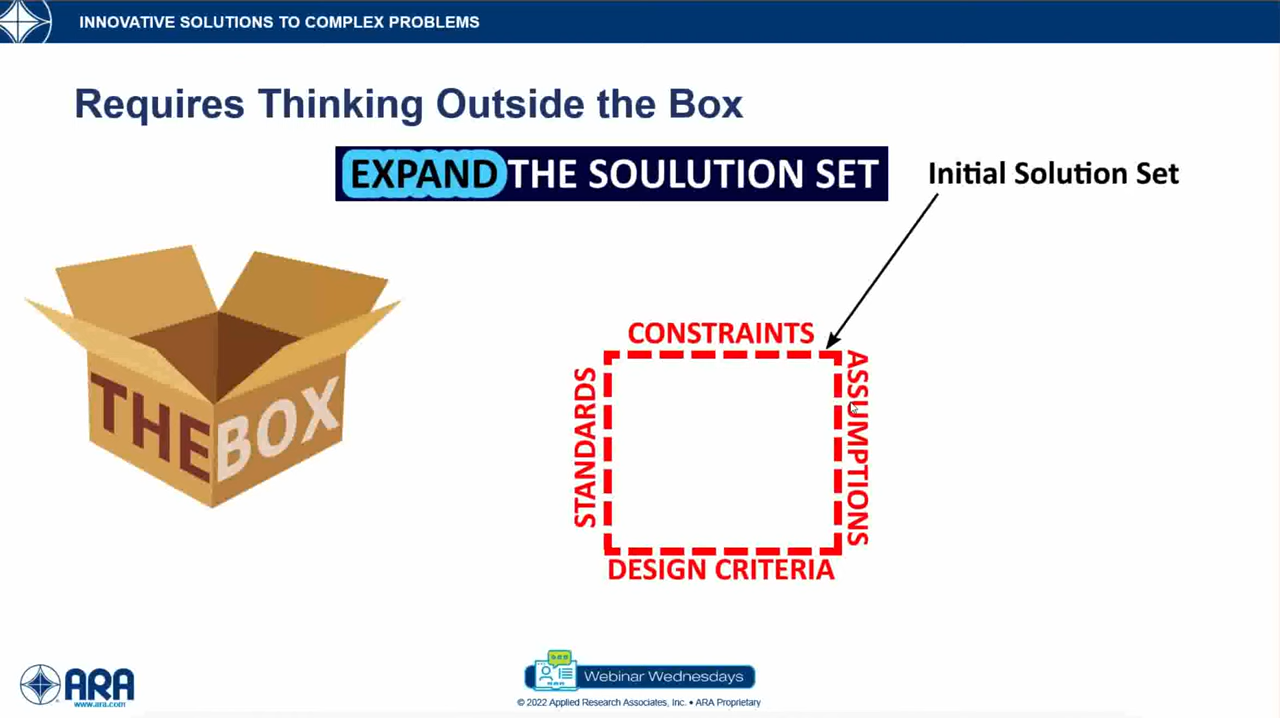 INNOVATIVE SOLUTIONS TO COMPLEX PROBLEMS
Requires Thinking Outside the Box
EXPAND THE SOULUTION SET
Initial Solution Set
THE BOX
CONSTRAINTS
STANDARDS
ASSUMPTIONS
DESIGN CRITERIA
ARA
www.ara.com
Webinar Wednesdays
© 2022 Applied Research Associates, Inc. • ARA Proprietary